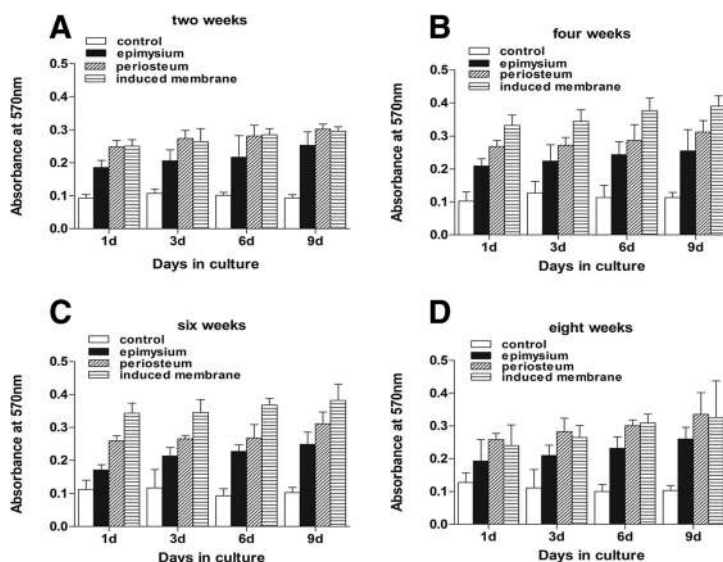 A
two weeks
control
epimysium
periosteum
induced membrane
Absorbance at 570nm
0.5
0.4
0.3
0.2
0.1
0.0
1d 3d 6d 9d
Days in culture
B
four weeks
control
epimysium
periosteum
induced membrane
Absorbance at 570nm
0.5
0.4
0.3
0.2
0.1
0.0
1d 3d 6d 9d
Days in culture
C
six weeks
control
epimysium
periosteum
induced membrane
Absorbance at 570nm
0.5
0.4
0.3
0.2
0.1
0.0
1d 3d 6d 9d
Days in culture
D
eight weeks
control
epimysium
periosteum
induced membrane
Absorbance at 570nm
0.5
0.4
0.3
0.2
0.1
0.0
1d 3d 6d 9d
Days in culture